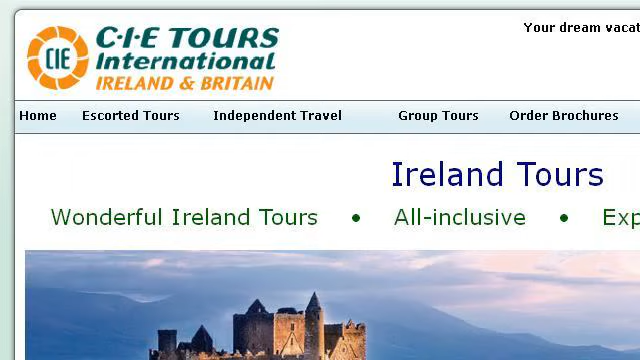 Your dream vacat
C·I·E TOURS
CIE
International
IRELAND & BRITAIN
Home Escorted Tours Independent Travel Group Tours Order Brochures
Ireland Tours
Wonderful Ireland Tours • All-inclusive • Exp